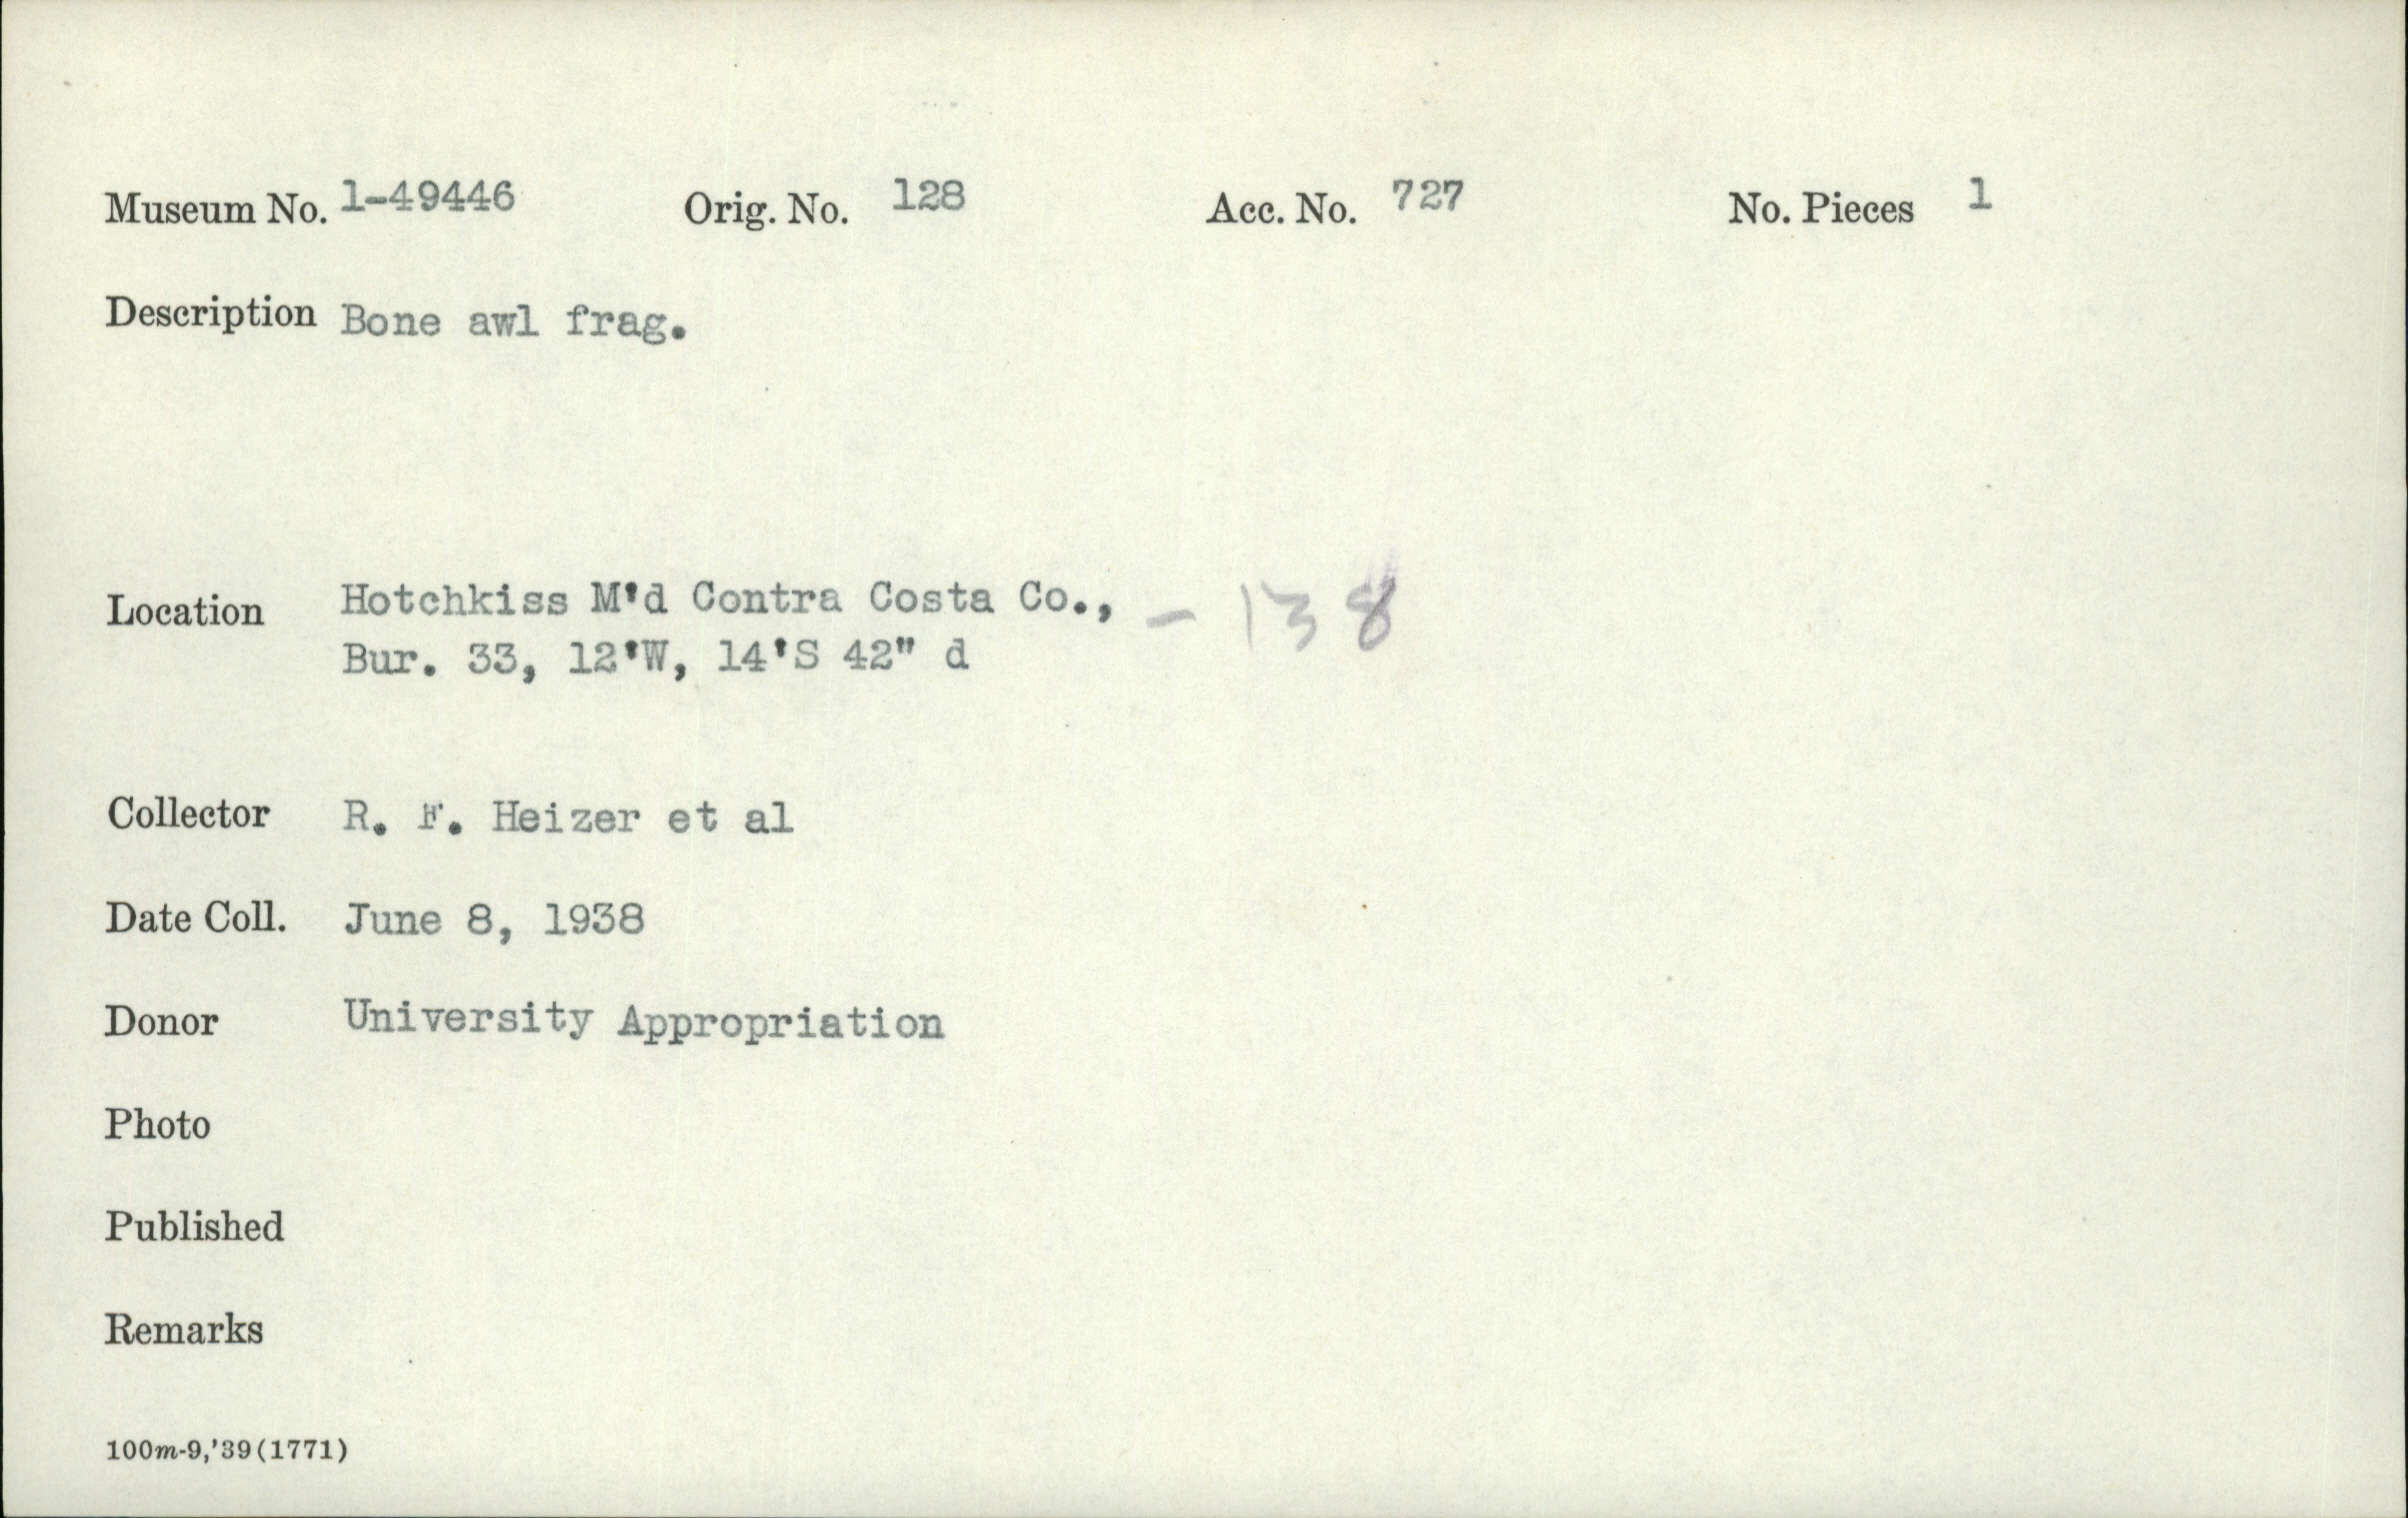 Museum No. 1-49446 Orig. No. 128 Acc. No. 727 No. Pieces 1
Description Bone awl frag.
Location Hotchkiss M'd Contra Costa Co., - 138
Bur. 33, 12'W, 14'S 42" d
Collector R. F. Heizer et al
Date Coll. June 8, 1938
Donor University Appropriation
Photo
Published
Remarks
100m-9,'39(1771)